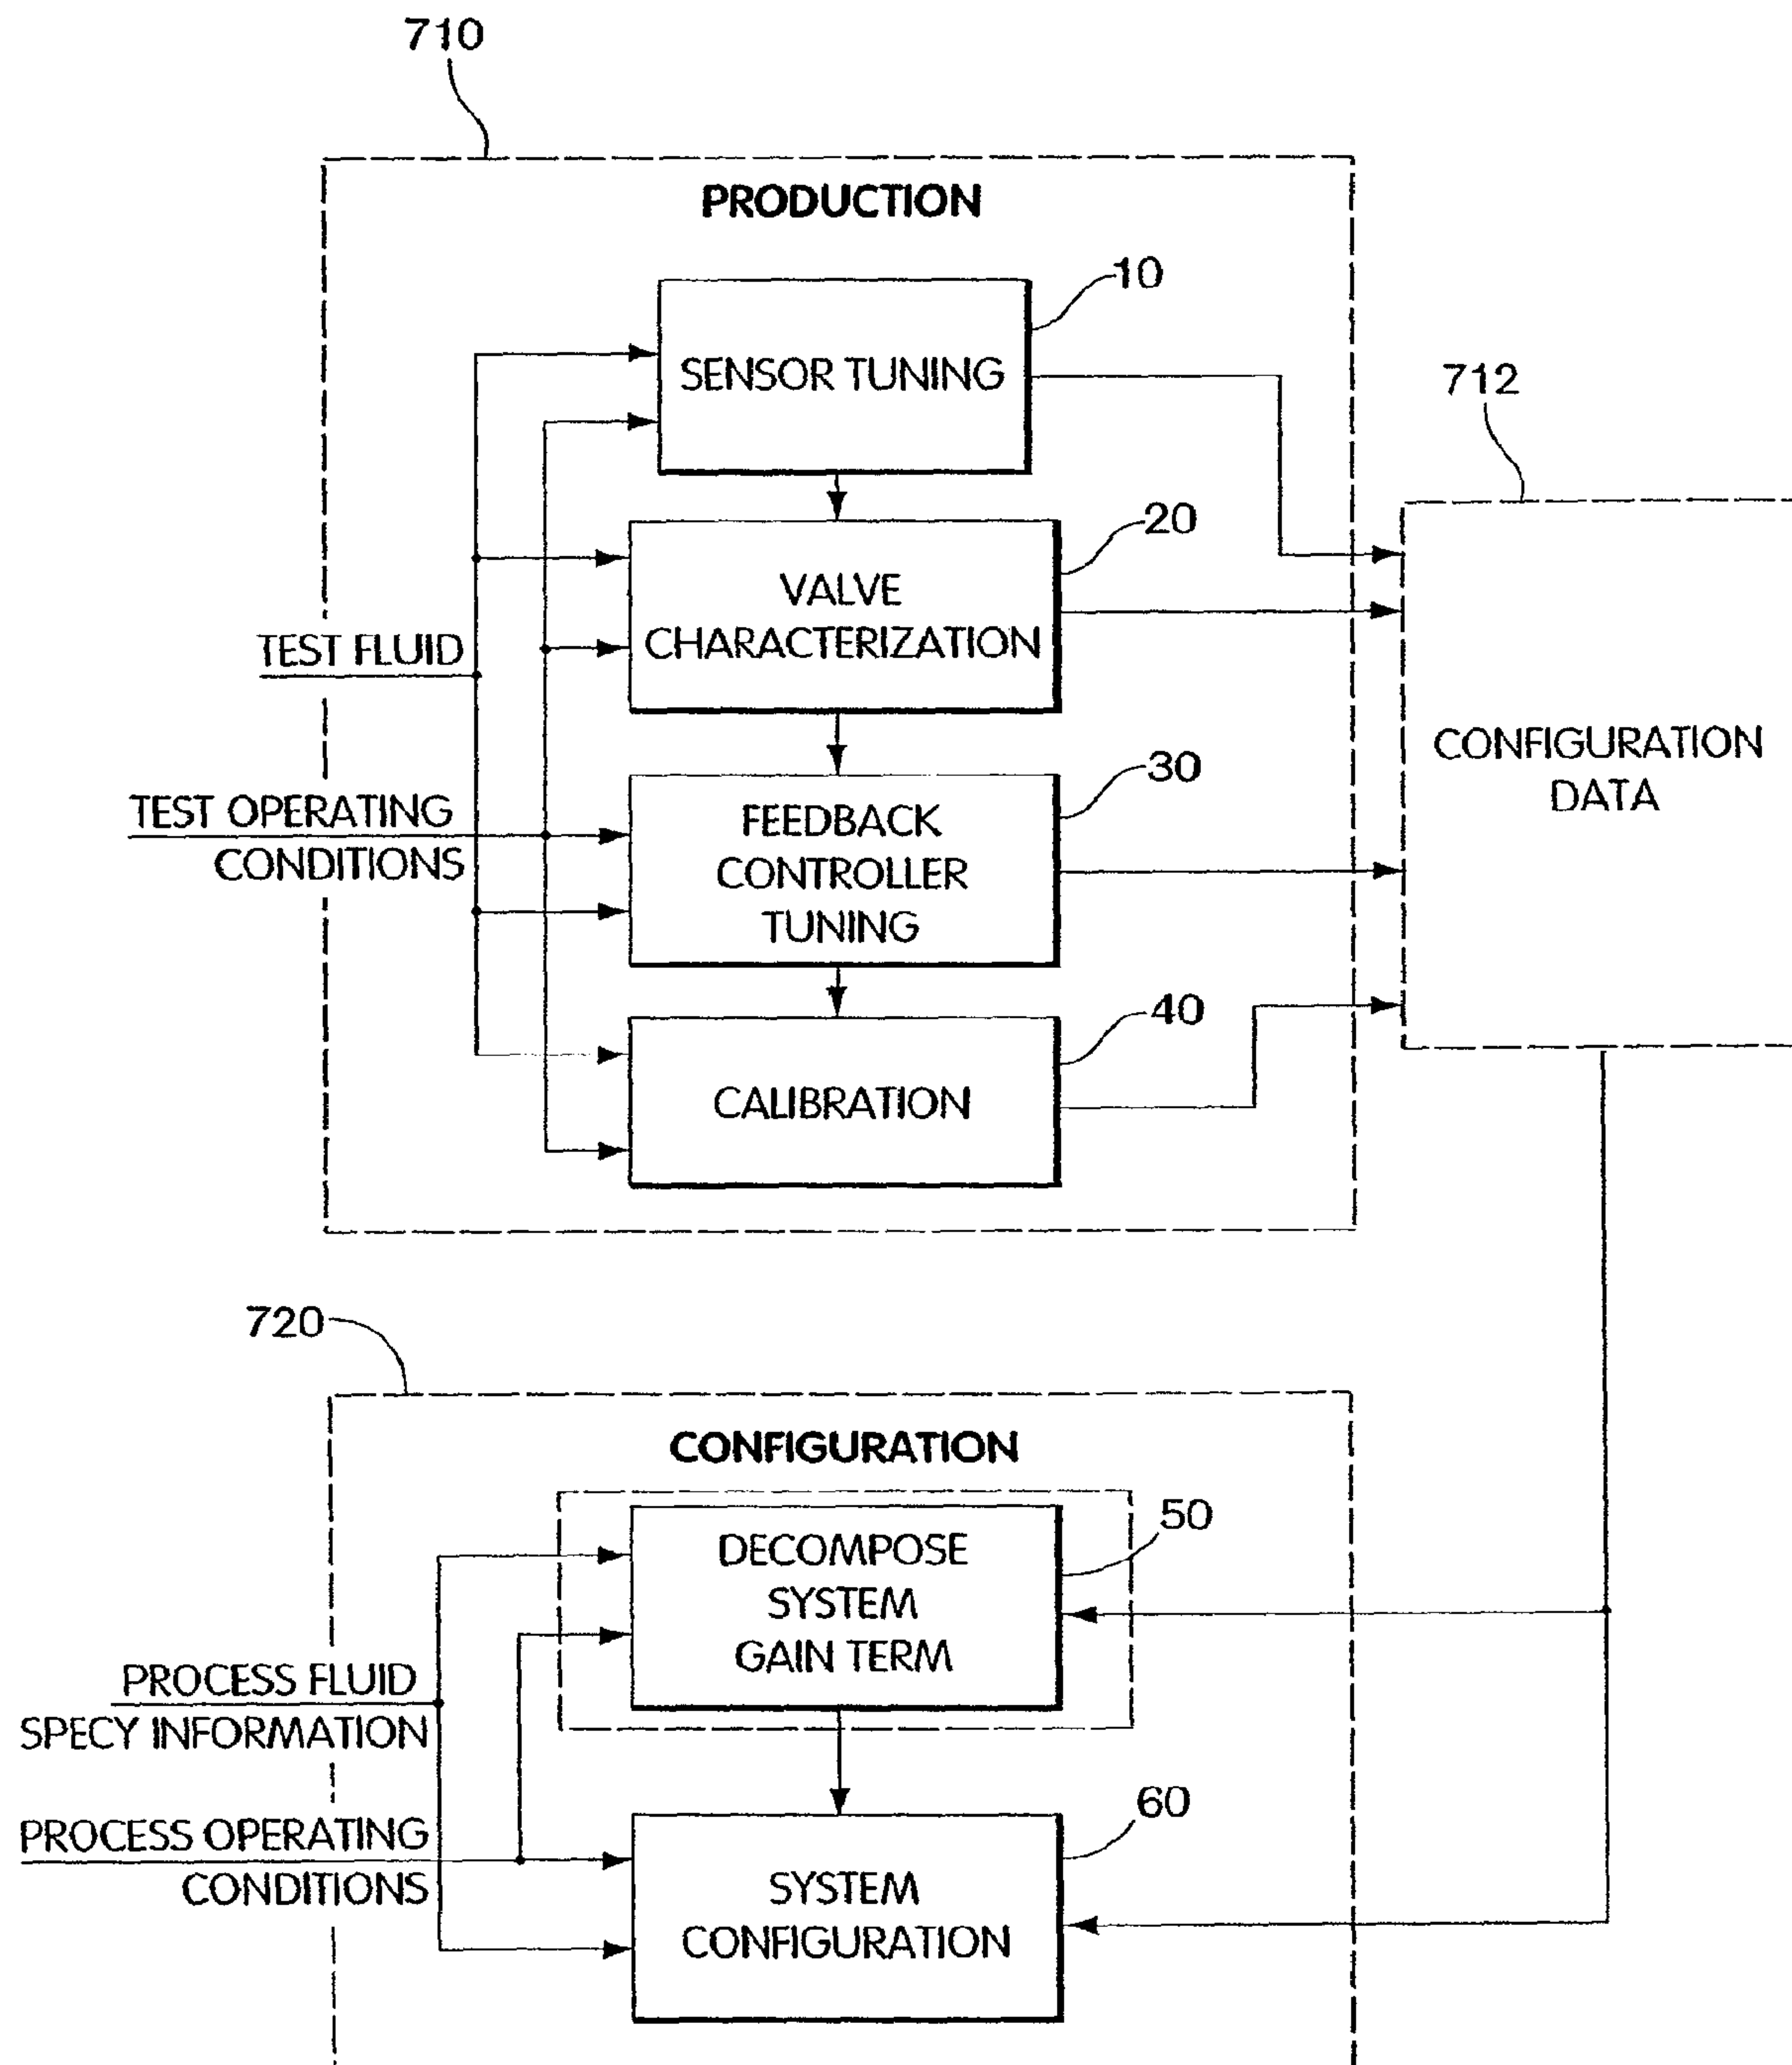 710
PRODUCTION
10
SENSOR TUNING
712
20
VALVE
CHARACTERIZATION
TEST FLUID
CONFIGURATION
DATA
30
TEST OPERATING
CONDITIONS
FEEDBACK
CONTROLLER
TUNING
40
CALIBRATION
720
CONFIGURATION
50
DECOMPOSE
SYSTEM
GAIN TERM
PROCESS FLUID
SPECY INFORMATION
60
PROCESS OPERATING
CONDITIONS
SYSTEM
CONFIGURATION